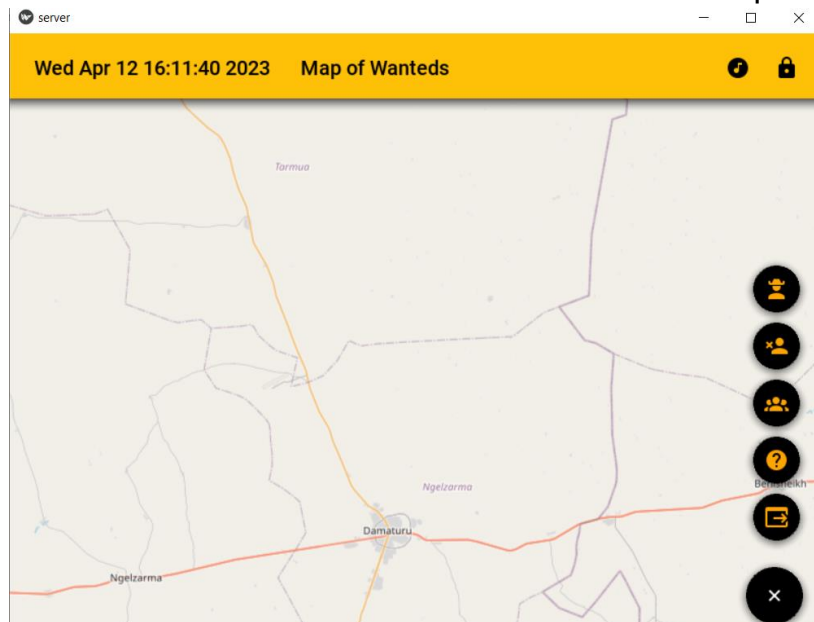 server
Wed Apr 12 16:11:40 2023 Map of Wanteds
Tarmua
Ngelzarma
Damaturu
Ngelzarma